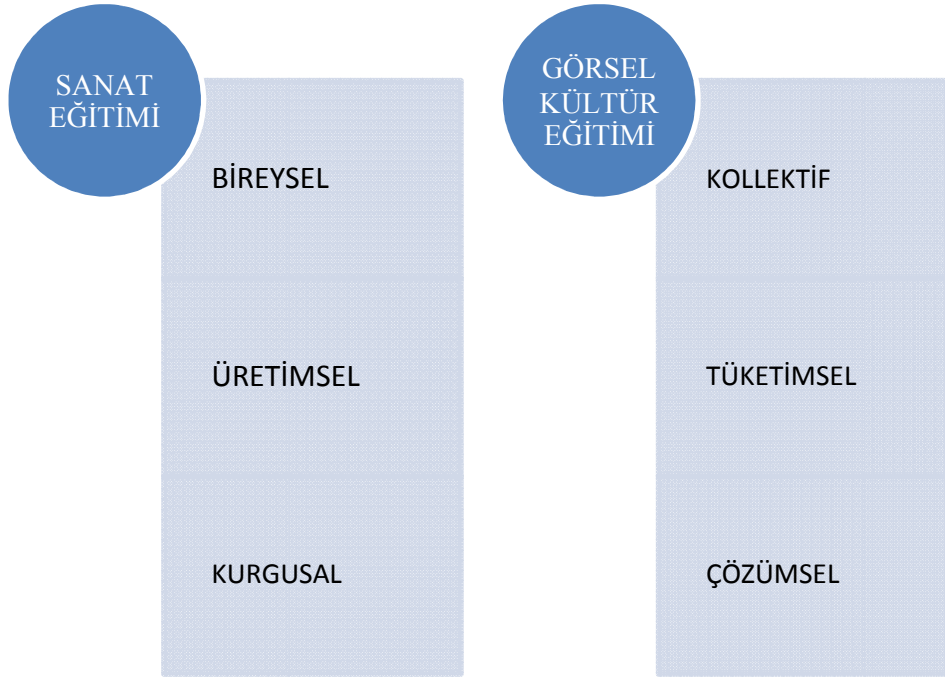 SANAT
EĞİTİMİ
BİREYSEL
ÜRETİMSEL
KURGUSAL
GÖRSEL
KÜLTÜR
EĞİTİMİ
KOLLEKTİF
TÜKETİMSEL
ÇÖZÜMSEL